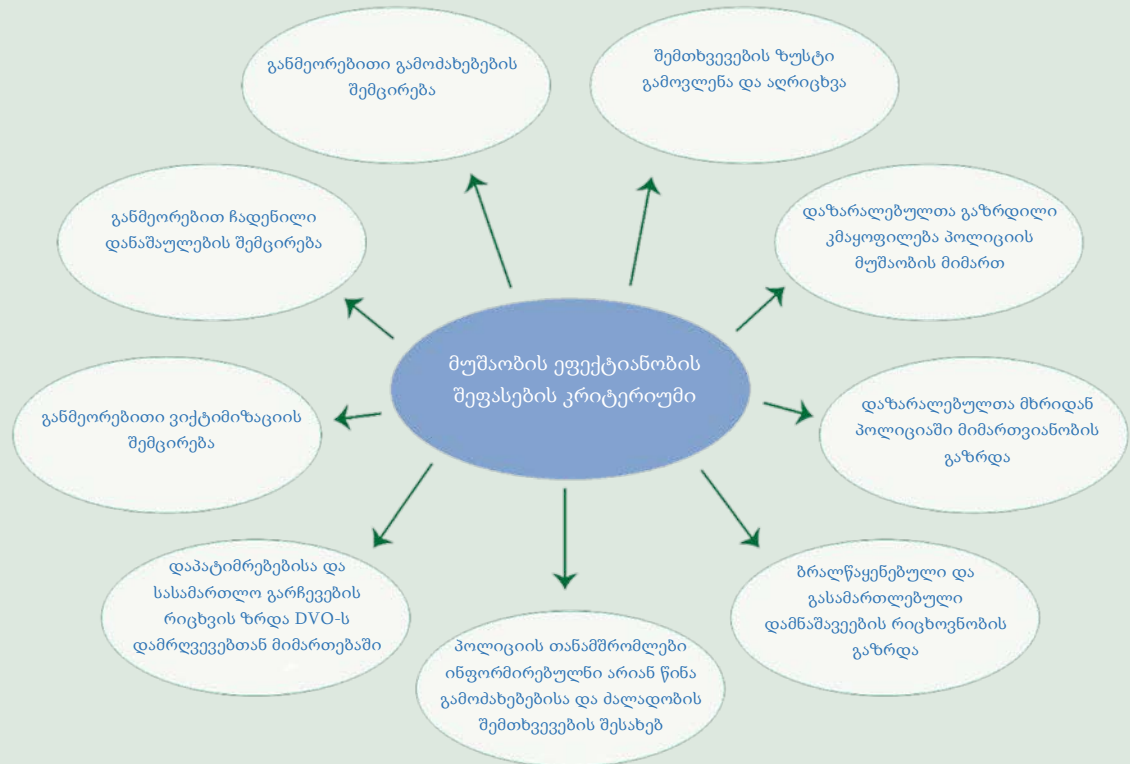 განმეორებითი გამოძახებების
შემცირება
შემთხვევების ზუსტი
გამოვლენა და აღრიცხვა
განმეორებით ჩადენილი
დანაშაულების შემცირება
დაზარალებულთა გაზრდილი
კმაყოფილება პოლიციის
მუშაობის მიმართ
მუშაობის ეფექტიანობის
შეფასების კრიტერიუმი
განმეორებითი ვიქტიმიზაციის
შემცირება
დაზარალებულთა მხრიდან
პოლიციაში მიმართვიანობის
გაზრდა
დაპატიმრებებისა და
სასამართლო გარჩევების
რიცხვის ზრდა DVO-ს
დამრღვევებთან მიმართებაში
პოლიციის თანამშრომლები
ინფორმირებულნი არიან წინა
გამოძახებებისა და ძალადობის
შემთხვევების შესახებ
ბრალწაყენებული და
გასამართლებული
დამნაშავეების რიცხოვნობის
გაზრდა